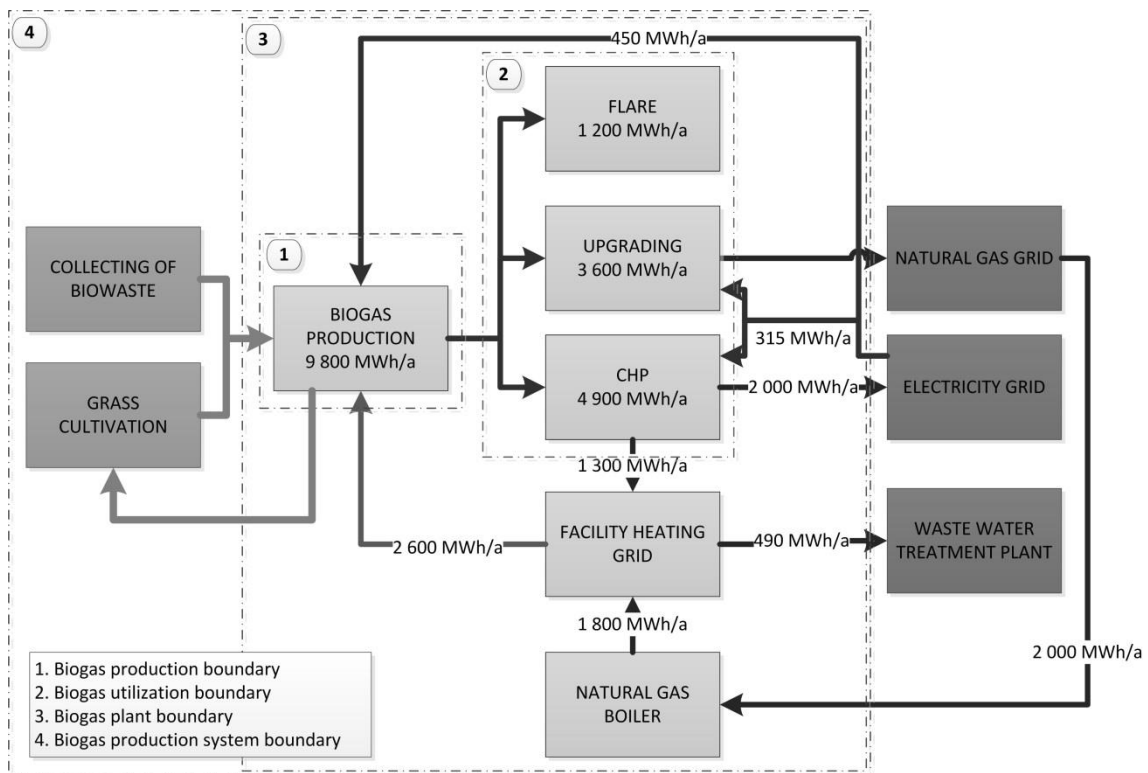 4
3
450 MWh/a
2
FLARE
1 200 MWh/a
1
UPGRADING
3 600 MWh/a
NATURAL GAS GRID
COLLECTING OF
BIOWASTE
BIOGAS
PRODUCTION
9 800 MWh/a
315 MWh/a
CHP
4 900 MWh/a
2 000 MWh/a
ELECTRICITY GRID
GRASS
CULTIVATION
1 300 MWh/a
2 600 MWh/a
FACILITY HEATING
GRID
490 MWh/a
WASTE WATER
TREATMENT PLANT
1 800 MWh/a
2 000 MWh/a
NATURAL GAS
BOILER
1. Biogas production boundary
2. Biogas utilization boundary
3. Biogas plant boundary
4. Biogas production system boundary